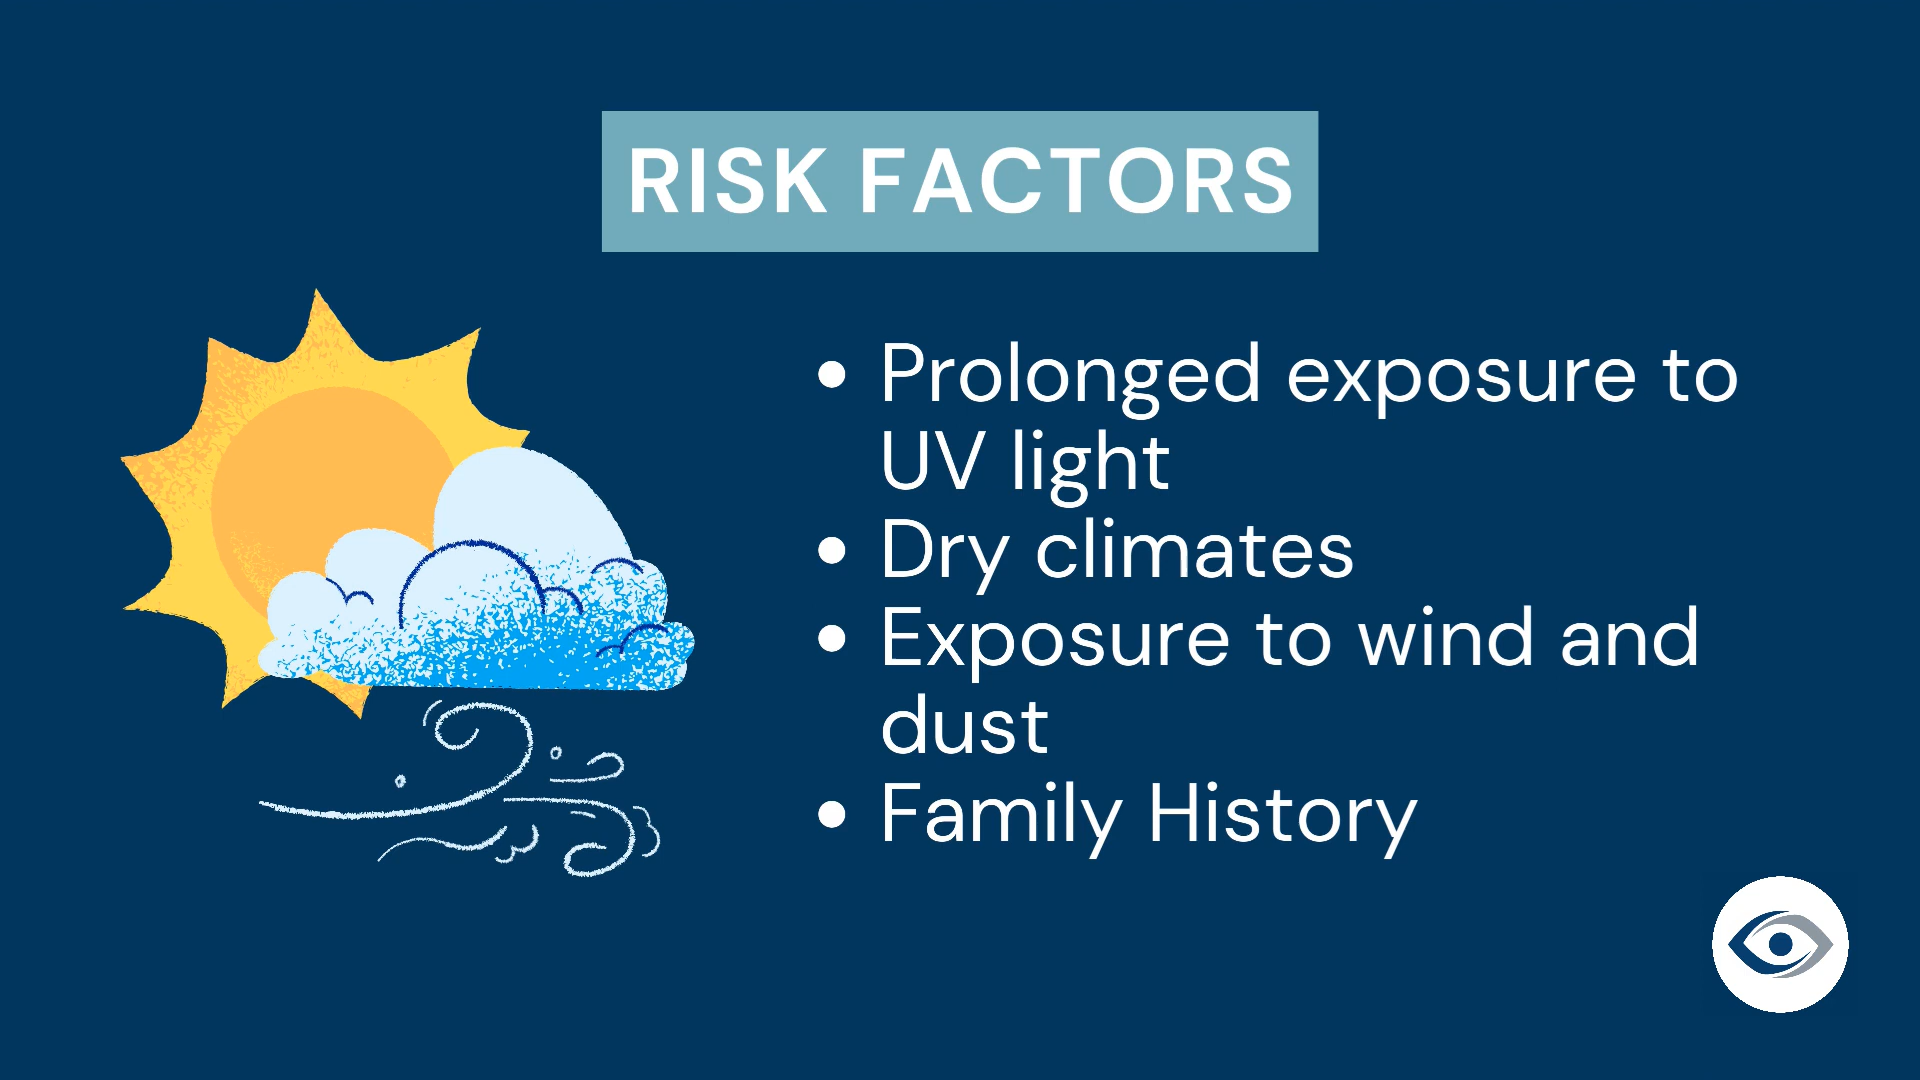 RISK FACTORS
• Prolonged exposure to
UV light
• Dry climates
• Exposure to wind and
dust
• Family History